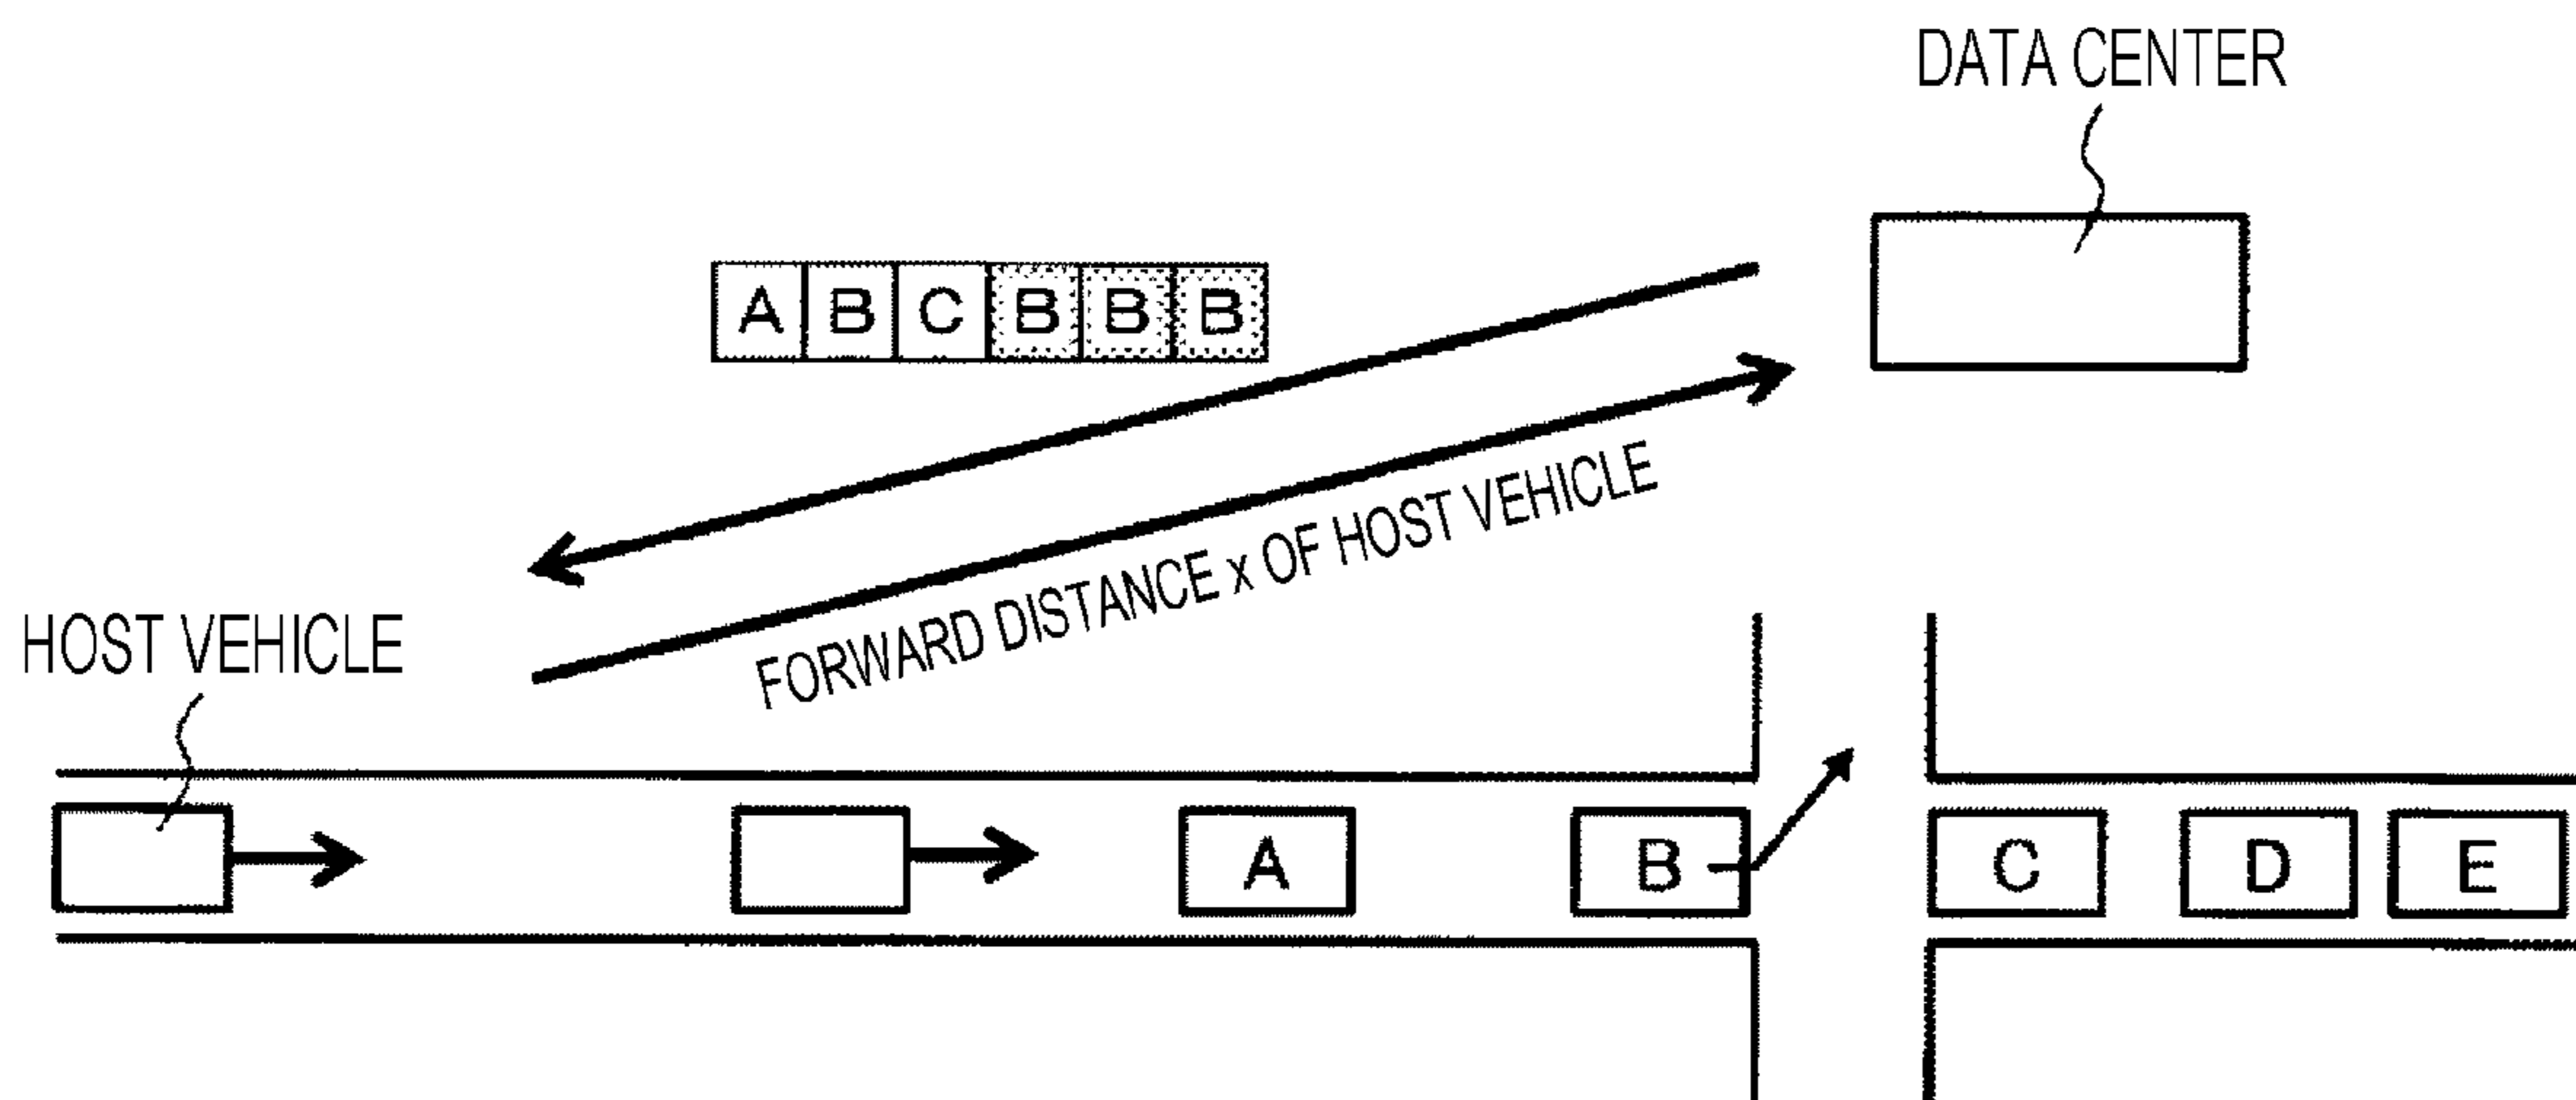 DATA CENTER
A B C B B B
FORWARD DISTANCE x OF HOST VEHICLE
HOST VEHICLE
A B C D E